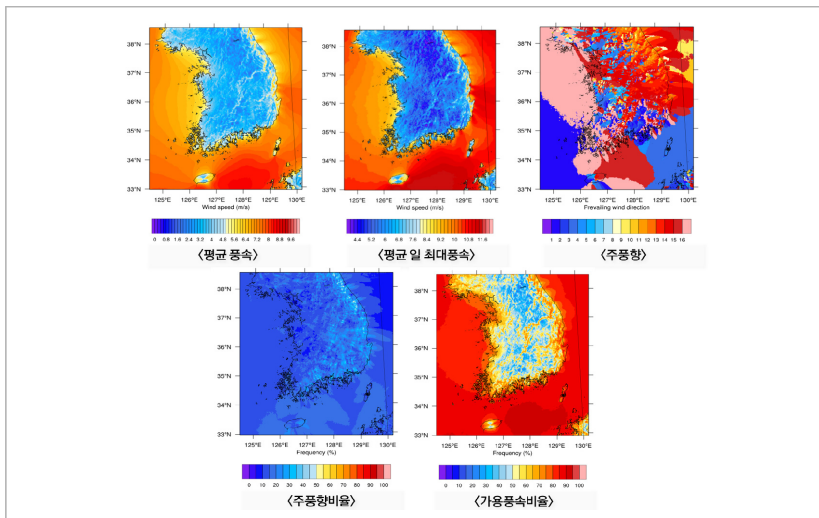 38°N
37°N
36°N
35°N
34°N
33°N
125°E 126°E 127°E 128°E 129°E 130°E
Wind speed (m/s)
0 0.8 1.6 2.4 3.2 4 4.8 5.6 6.4 7.2 8 8.8 9.6
〈평균 풍속〉
38°N
37°N
36°N
35°N
34°N
33°N
125°E 126°E 127°E 128°E 129°E 130°E
Wind speed (m/s)
4.4 5.2 6 6.8 7.6 8.4 9.2 10 10.8 11.6
〈평균 일 최대풍속〉
38°N
37°N
36°N
35°N
34°N
33°N
125°E 126°E 127°E 128°E 129°E 130°E
Prevailing wind direction
1 2 3 4 5 6 7 8 9 10 11 12 13 14 15 16
〈주풍향〉
38°N
37°N
36°N
35°N
34°N
33°N
125°E 126°E 127°E 128°E 129°E 130°E
Frequency (%)
0 10 20 30 40 50 60 70 80 90 100
〈주풍향비율〉
38°N
37°N
36°N
35°N
34°N
33°N
125°E 126°E 127°E 128°E 129°E 130°E
Frequency (%)
0 10 20 30 40 50 60 70 80 90 100
〈가용풍속비율〉